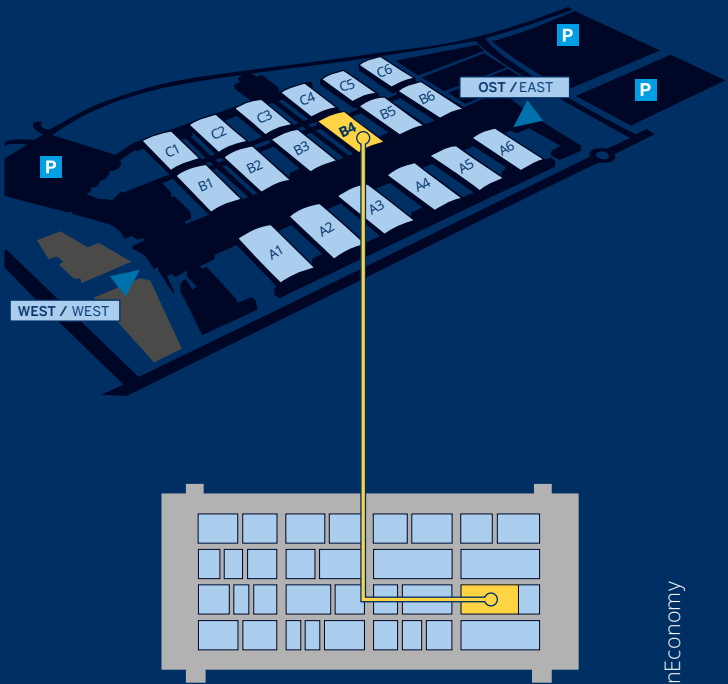 P
C6
P
C5
OST / EAST
C4
B6
C3
B5
C2
B4
C1
B3
A6
P
B2
A5
B1
A4
A3
A2
A1
WEST / WEST
nEconomy